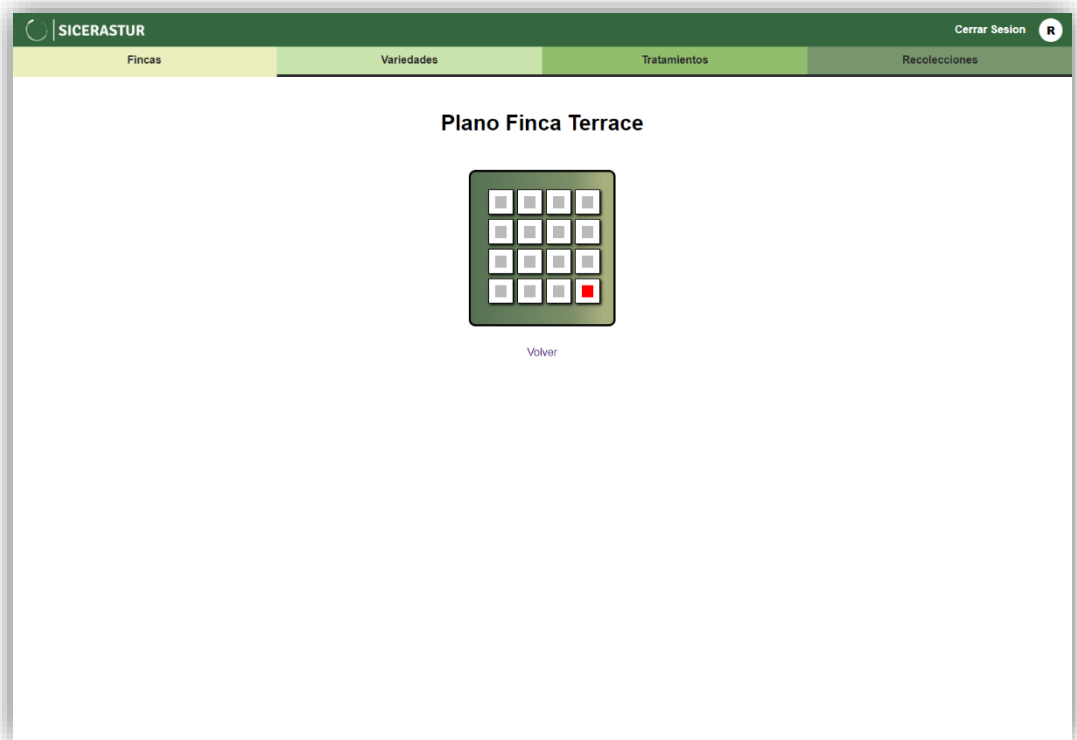 SICERASTUR
Cerrar Sesion R
Fincas Variedades Tratamientos Recolecciones
Plano Finca Terrace
Volver